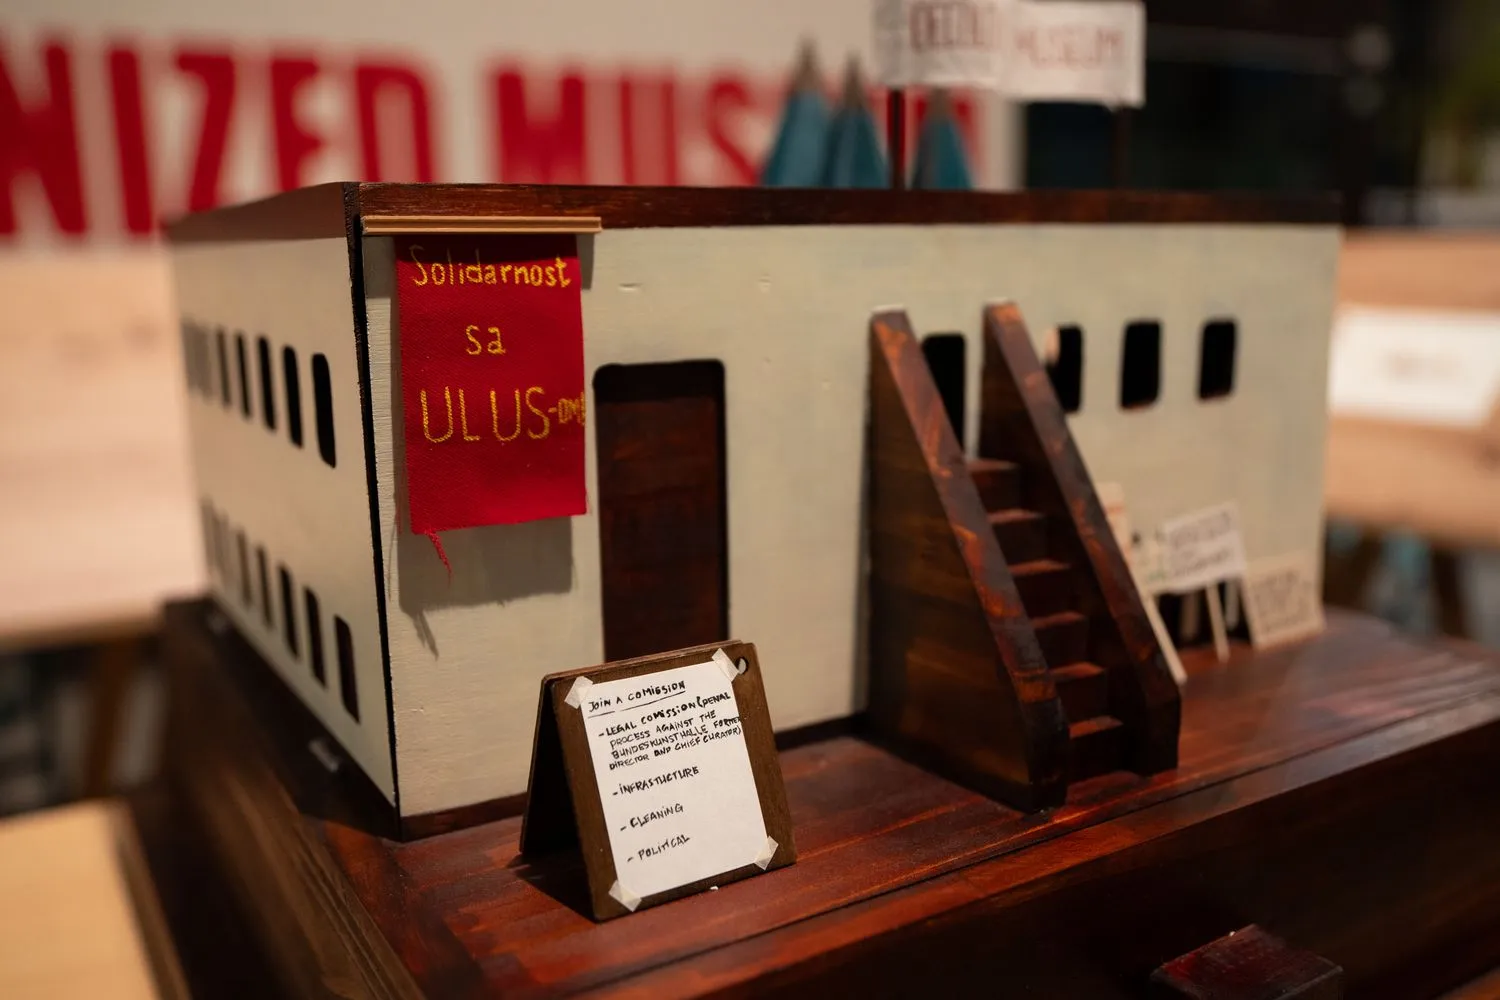 NIZED MUSEUM
MUSEUM
Solidarnost
sa
ULUS-om
JOIN A COMISSION
- LEGAL COMISSION (PENAL
PROCESS AGAINST THE
BUNDESKUNSTHALLE FORMER
DIRECTOR AND CHIEF CURATOR)
- INFRASTUCTURE
- CLEANING
- POLITICAL